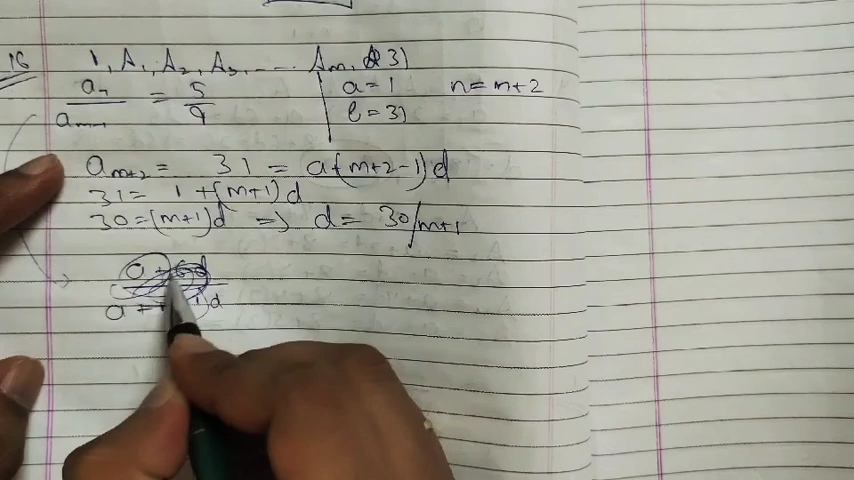 16 1, A₁, A₂, A₃, .... Am, 31
a₇ / aₘ₋₁ = 5/9 a=1 n=m+2
l=31
aₘ₊₂ = 31 = a+(m+2-1)d
31 = 1+(m+1)d
30=(m+1)d => d= 30/m+1
a + 6d
a + d